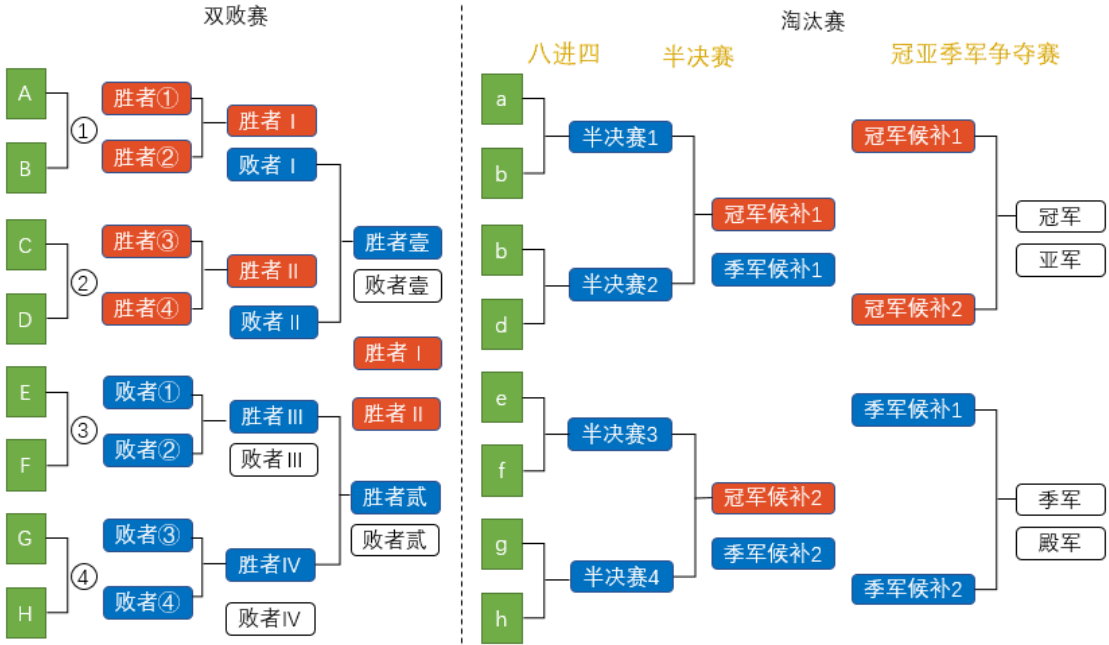 双败赛
A
B
C
D
E
F
G
H
①
②
③
④
胜者①
胜者②
胜者③
胜者④
败者①
败者②
败者③
败者④
胜者Ⅰ
败者Ⅰ
胜者Ⅱ
败者Ⅱ
胜者Ⅲ
败者Ⅲ
胜者Ⅳ
败者Ⅳ
胜者壹
败者壹
胜者Ⅰ
胜者Ⅱ
胜者贰
败者贰
淘汰赛
八进四
半决赛
冠亚季军争夺赛
a
b
b
d
e
f
g
h
半决赛1
半决赛2
半决赛3
半决赛4
冠军候补1
季军候补1
冠军候补2
季军候补2
冠军候补1
冠军候补2
季军候补1
季军候补2
冠军
亚军
季军
殿军